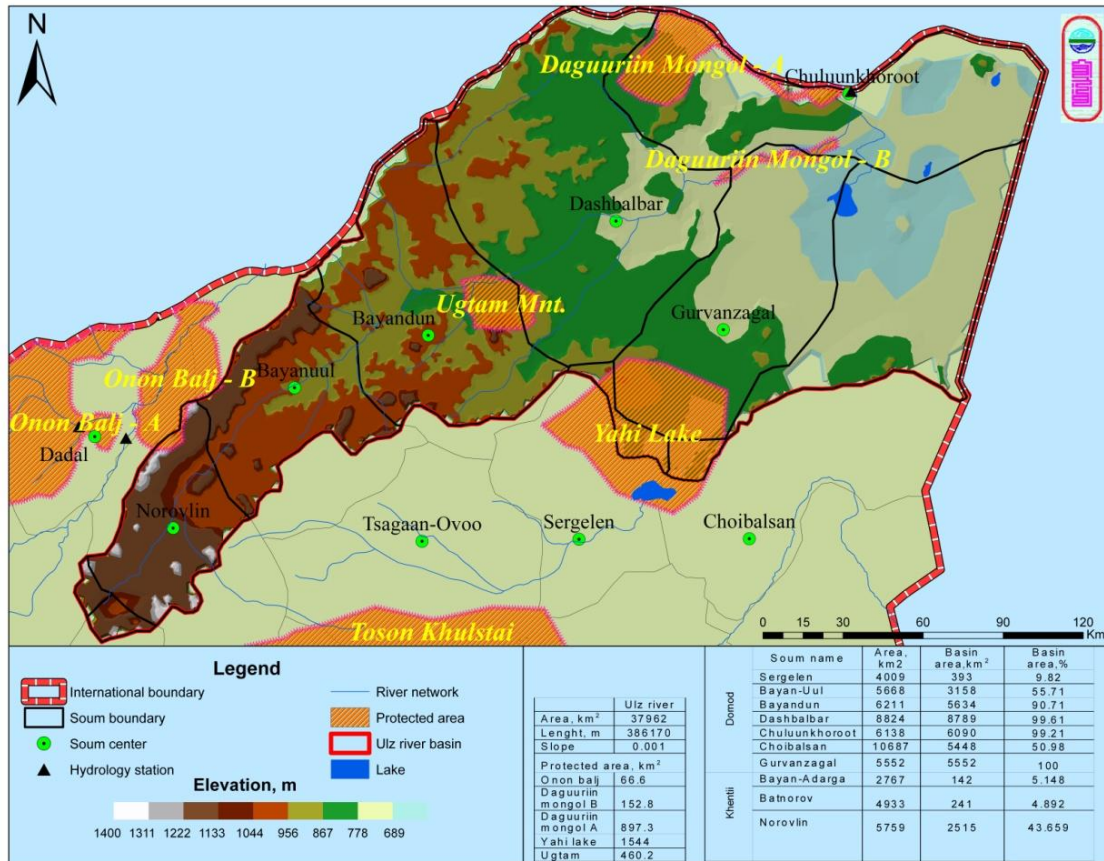 N
Daguuriin Mongol - A
Chuluunkhoroot
Daguuriin Mongol - B
Dashbalbar
Ugtam Mnt.
Bayandun
Gurvanzagal
Onon Balj - B
Bayanuul
Onon Balj - A
Dadal
Yahi Lake
Norovlin
Tsagaan-Ovoo
Sergelen
Choibalsan
Toson Khulstai
0 15 30 60 90 120
Km
Legend
International boundary
Soum boundary
Soum center
Hydrology station
River network
Protected area
Ulz river basin
Lake
Elevation, m
1400 1311 1222 1133 1044 956 867 778 689
Ulz river
Area, km² 37962
Lenght, m 386170
Slope 0.001
Protected area, km²
Onon balj 66.6
Daguuriin
mongol B 152.8
Daguuriin
mongol A 897.3
Yahi lake 1544
Ugtam 460.2
Soum name Area, km2 Basin area,km² Basin area,%
Dornod
Sergelen 4009 393 9.82
Bayan-Uul 5668 3158 55.71
Bayandun 6211 5634 90.71
Dashbalbar 8824 8789 99.61
Chuluunkhoroot 6138 6090 99.21
Choibalsan 10687 5448 50.98
Gurvanzagal 5552 5552 100
Khentii
Bayan-Adarga 2767 142 5.148
Batnorov 4933 241 4.892
Norovlin 5759 2515 43.659